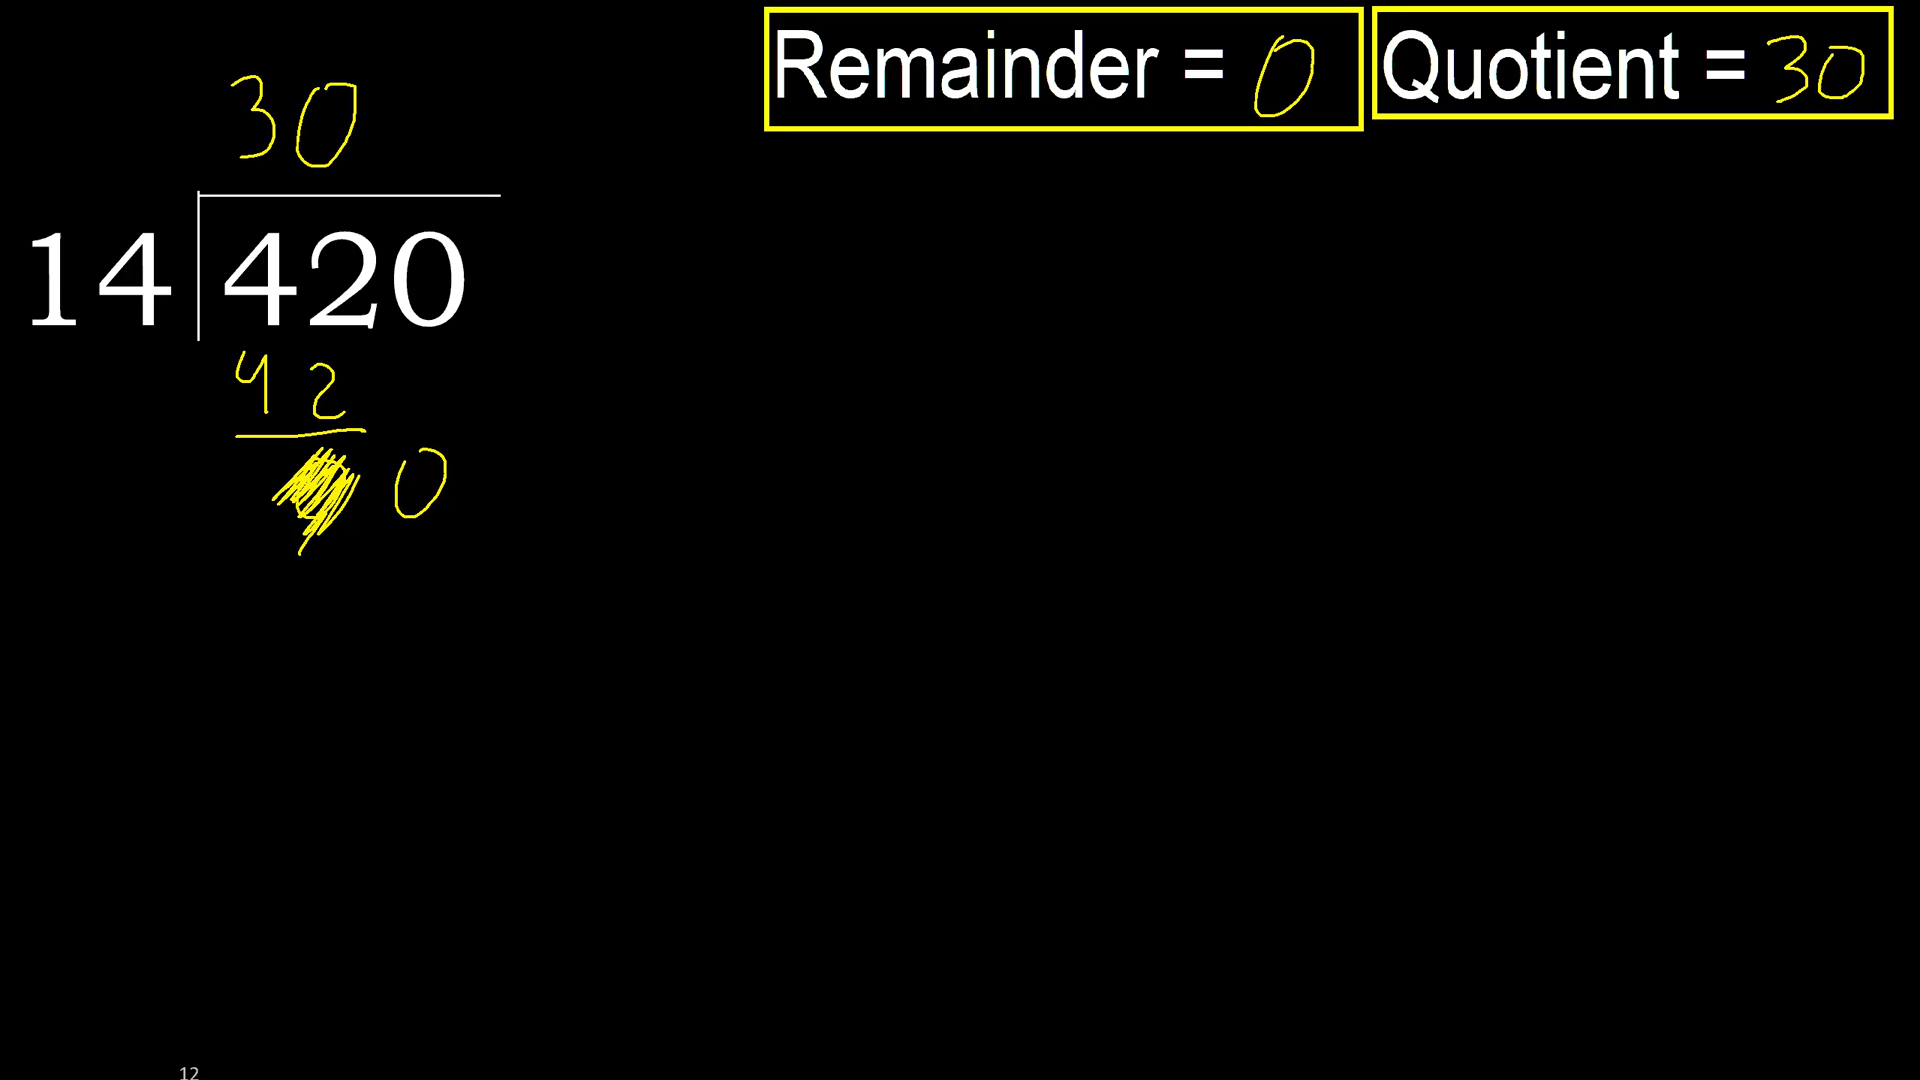 Remainder = 0
Quotient = 30
30
14 420
42
0
12